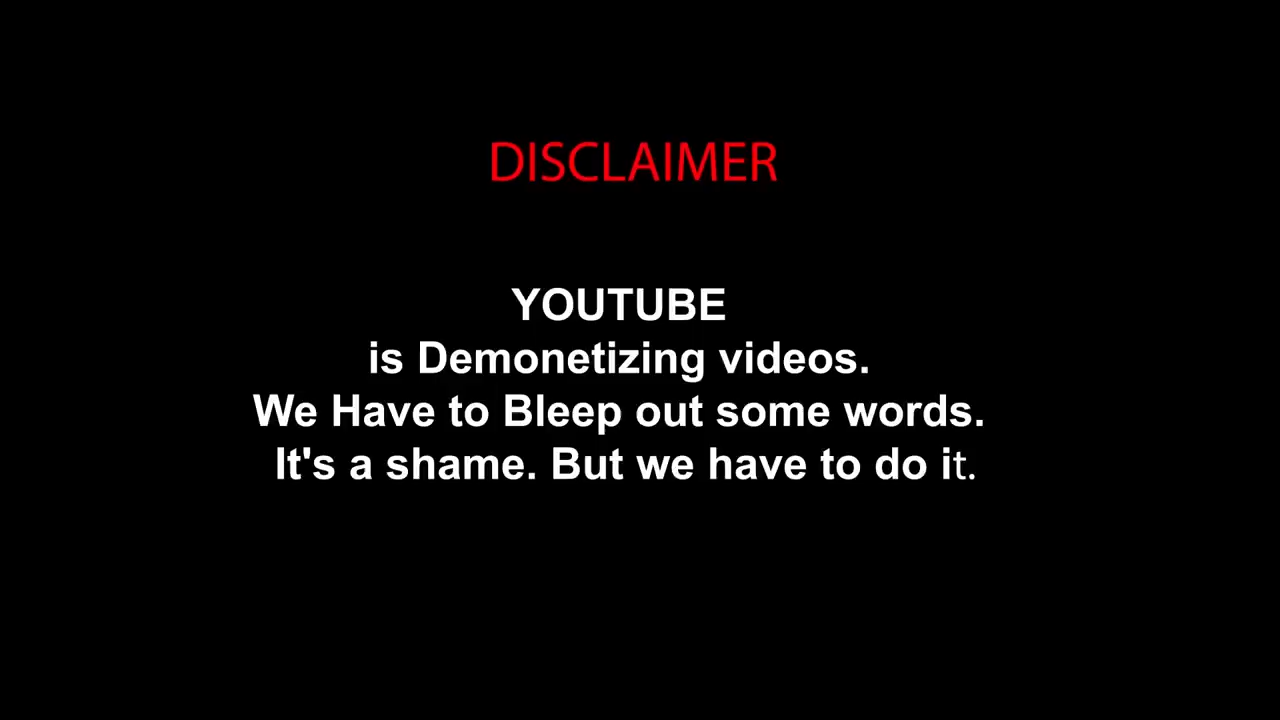 DISCLAIMER
YOUTUBE
is Demonetizing videos.
We Have to Bleep out some words.
It's a shame. But we have to do it.